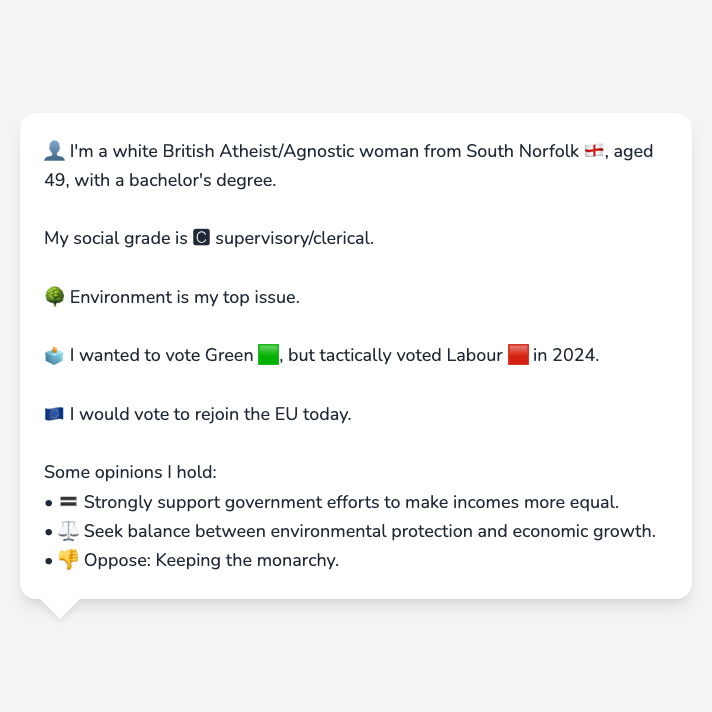 👤 I'm a white British Atheist/Agnostic woman from South Norfolk 🏴󠁧󠁢󠁥󠁮󠁧󠁿, aged
49, with a bachelor's degree.
My social grade is 🅲 supervisory/clerical.
🌳 Environment is my top issue.
🗳️ I wanted to vote Green 🟩, but tactically voted Labour 🟥 in 2024.
🇪🇺 I would vote to rejoin the EU today.
Some opinions I hold:
• 🟰 Strongly support government efforts to make incomes more equal.
• ⚖️ Seek balance between environmental protection and economic growth.
• 👎 Oppose: Keeping the monarchy.